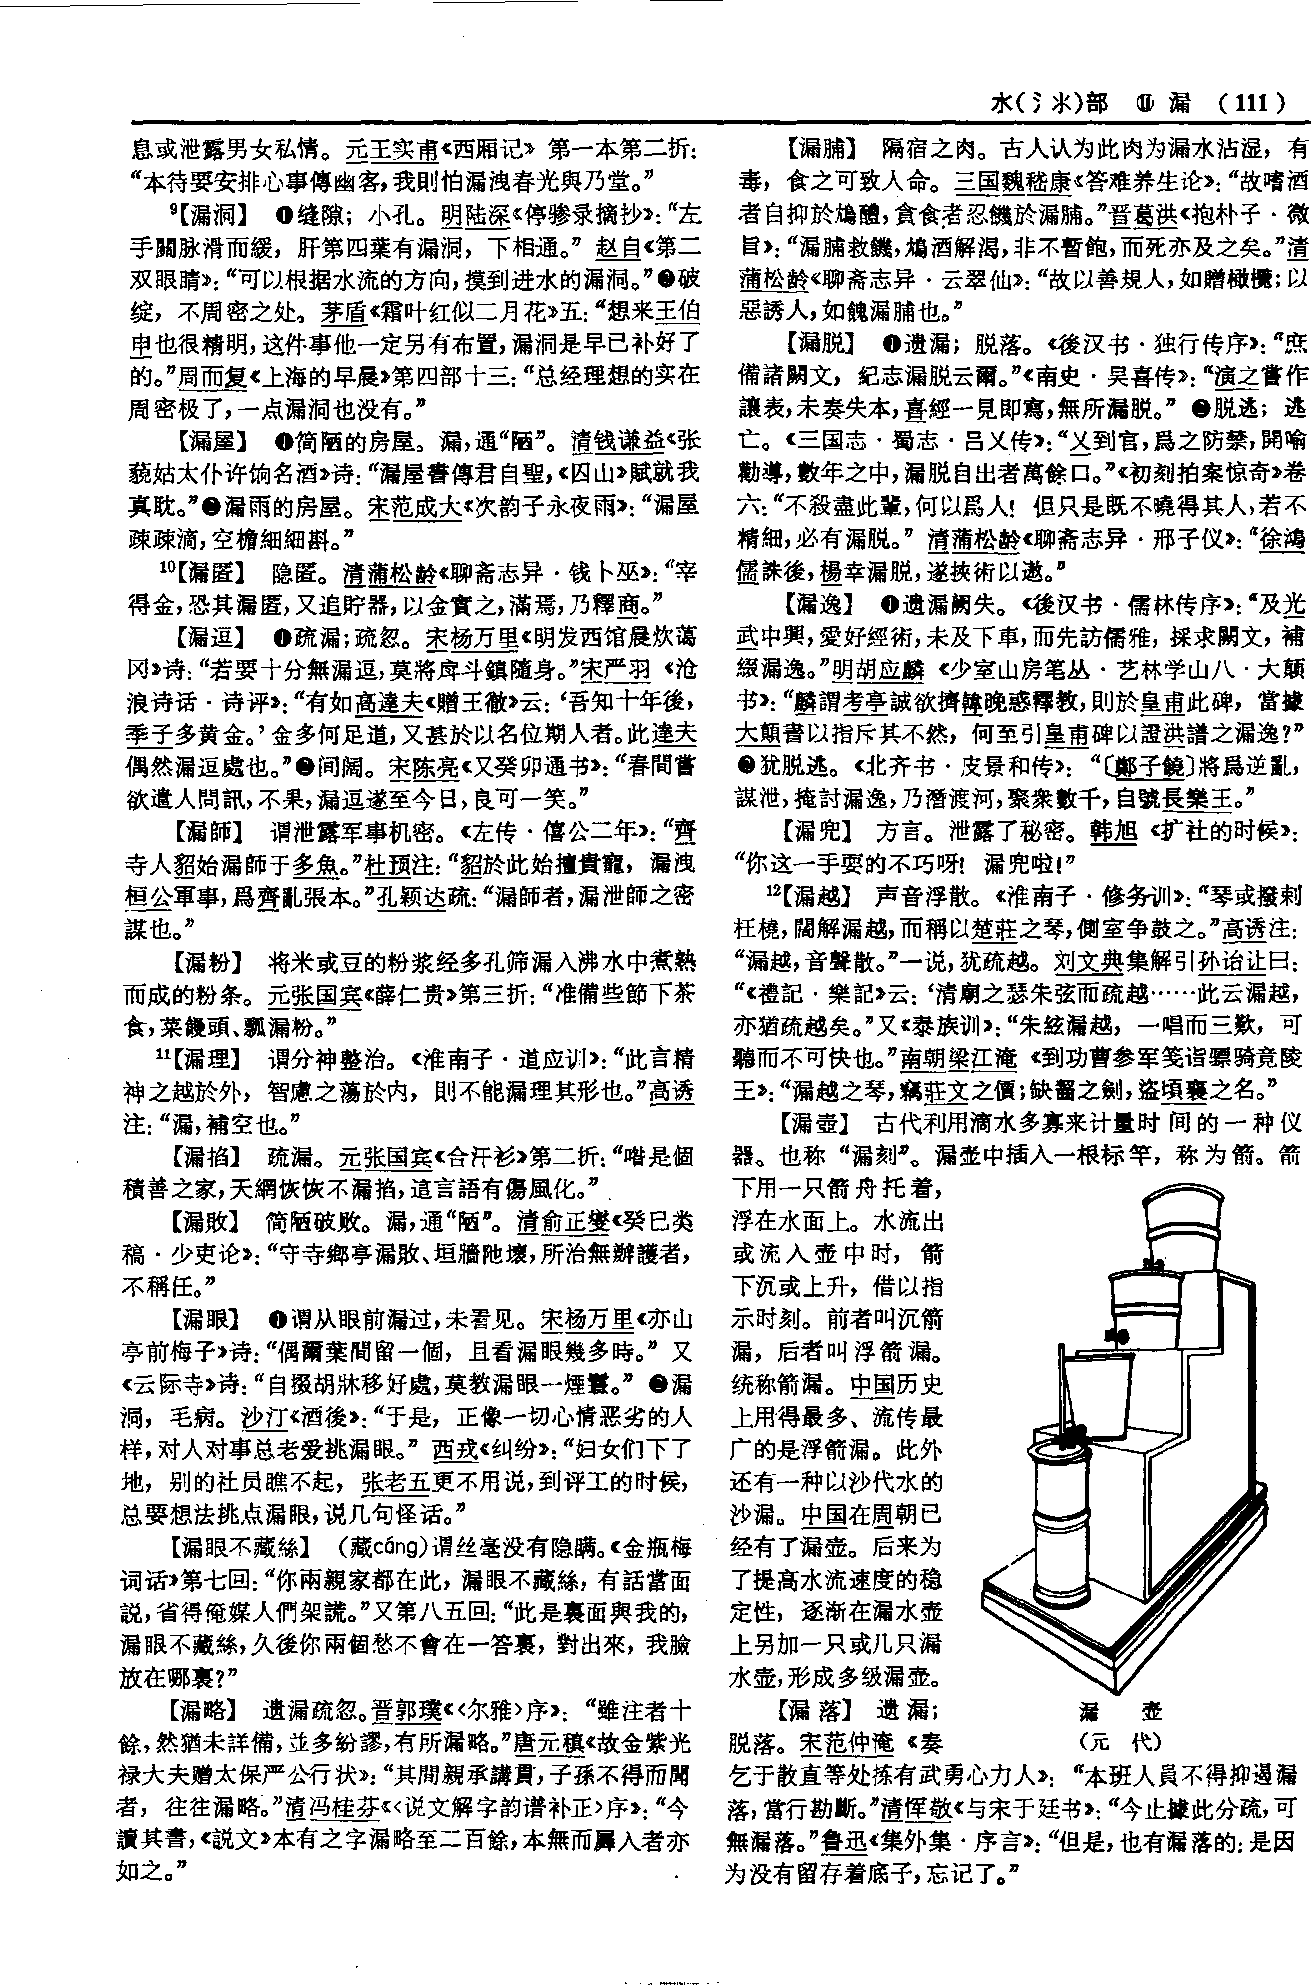 水(氵氺)部 ⑪ 漏 (111)
息或泄露男女私情。元王实甫《西厢记》第一本第二折：
“本待要安排心事傳幽客，我則怕漏洩春光與乃堂。”
⁹【漏洞】 ❶缝隙；小孔。明陆深《停骖录摘抄》：“左
手關脉滑而緩，肝第四葉有漏洞，下相通。”赵自《第二
双眼睛》：“可以根据水流的方向，摸到进水的漏洞。”❷破
绽，不周密之处。茅盾《霜叶红似二月花》五：“想来王伯
申也很精明，这件事他一定另有布置，漏洞是早已补好了
的。”周而复《上海的早晨》第四部十三：“总经理想的实在
周密极了，一点漏洞也没有。”
【漏屋】 ❶简陋的房屋。漏，通“陋”。清钱谦益《张
藐姑太仆许饷名酒》诗：“漏屋書傳君自聖，《囚山》賦就我
真耽。”❷漏雨的房屋。宋范成大《次韵子永夜雨》：“漏屋
疎疎滴，空檐細細斟。”
¹⁰【漏匿】 隐匿。清蒲松龄《聊斋志异·钱卜巫》：“宰
得金，恐其漏匿，又追貯器，以金實之，滿焉，乃釋商。”
【漏逗】 ❶疏漏；疏忽。宋杨万里《明发西馆晨炊蔼
冈》诗：“若要十分無漏逗，莫將戽斗鎮隨身。”宋严羽《沧
浪诗话·诗评》：“有如高達夫《贈王徹》云：‘吾知十年後，
季子多黄金。’金多何足道，又甚於以名位期人者。此達夫
偶然漏逗處也。”❷间阔。宋陈亮《又癸卯通书》：“春間嘗
欲遣人問訊，不果，漏逗遂至今日，良可一笑。”
【漏師】 谓泄露军事机密。《左传·僖公二年》：“齊
寺人貂始漏師于多魚。”杜预注：“貂於此始擅貴寵，漏洩
桓公軍事，爲齊亂張本。”孔颖达疏：“漏師者，漏泄師之密
謀也。”
【漏粉】 将米或豆的粉浆经多孔筛漏入沸水中煮熟
而成的粉条。元张国宾《薛仁贵》第三折：“准備些節下茶
食，菜饅頭、瓢漏粉。”
¹¹【漏理】 谓分神整治。《淮南子·道应训》：“此言精
神之越於外，智慮之蕩於内，則不能漏理其形也。”高诱
注：“漏，補空也。”
【漏掐】 疏漏。元张国宾《合汗衫》第二折：“喒是個
積善之家，天網恢恢不漏掐，這言語有傷風化。”
【漏敗】 简陋破败。漏，通“陋”。清俞正燮《癸巳类
稿·少吏论》：“守寺鄉亭漏敗、垣牆阤壞，所治無辦護者，
不稱任。”
【漏眼】 ❶谓从眼前漏过，未看见。宋杨万里《亦山
亭前梅子》诗：“偶爾葉間留一個，且看漏眼幾多時。”又
《云际寺》诗：“自掇胡牀移好處，莫教漏眼一煙鬟。”❷漏
洞，毛病。沙汀《酒後》：“于是，正像一切心情恶劣的人
样，对人对事总老爱挑漏眼。”西戎《纠纷》：“妇女们下了
地，别的社员瞧不起，张老五更不用说，到评工的时候，
总要想法挑点漏眼，说几句怪话。”
【漏眼不藏絲】 (藏cáng)谓丝毫没有隐瞒。《金瓶梅
词话》第七回：“你兩親家都在此，漏眼不藏絲，有話當面
説，省得俺媒人們架謊。”又第八五回：“此是裏面與我的，
漏眼不藏絲，久後你兩個愁不會在一答裏，對出來，我臉
放在哪裏？”
【漏略】 遗漏疏忽。晋郭璞《〈尔雅〉序》：“雖注者十
餘，然猶未詳備，並多紛謬，有所漏略。”唐元稹《故金紫光
禄大夫赠太保严公行状》：“其間親承講貫，子孫不得而聞
者，往往漏略。”清冯桂芬《〈说文解字韵谱补正〉序》：“今
讀其書，《説文》本有之字漏略至二百餘，本無而羼入者亦
如之。”
【漏脯】 隔宿之肉。古人认为此肉为漏水沾湿，有
毒，食之可致人命。三国魏嵇康《答难养生论》：“故嗜酒
者自抑於鴆醴，貪食者忍饑於漏脯。”晋葛洪《抱朴子·微
旨》：“漏脯救饑，鴆酒解渴，非不暫飽，而死亦及之矣。”清
蒲松龄《聊斋志异·云翠仙》：“故以善規人，如贈橄欖；以
惡誘人，如餽漏脯也。”
【漏脱】 ❶遗漏；脱落。《後汉书·独行传序》：“庶
備諸闕文，紀志漏脱云爾。”《南史·吴喜传》：“演之嘗作
讓表，未奏失本，喜經一見即寫，無所漏脱。”❷脱逃；逃
亡。《三国志·蜀志·吕乂传》：“乂到官，爲之防禁，開喻
勸導，數年之中，漏脱自出者萬餘口。”《初刻拍案惊奇》卷
六：“不殺盡此輩，何以爲人！但只是既不曉得其人，若不
精細，必有漏脱。”清蒲松龄《聊斋志异·邢子仪》：“徐鴻
儒誅後，楊幸漏脱，遂挾術以遨。”
【漏逸】 ❶遗漏阙失。《後汉书·儒林传序》：“及光
武中興，愛好經術，未及下車，而先訪儒雅，採求闕文，補
綴漏逸。”明胡应麟《少室山房笔丛·艺林学山八·大颠
书》：“麟謂考亭誠欲擠韓晚惑釋教，則於皇甫此碑，當據
大顛書以指斥其不然，何至引皇甫碑以證洪譜之漏逸？”
❷犹脱逃。《北齐书·皮景和传》：“〔鄭子饒〕將爲逆亂，
謀泄，掩討漏逸，乃潛渡河，聚衆數千，自號長樂王。”
【漏兜】 方言。泄露了秘密。韩旭《扩社的时候》：
“你这一手耍的不巧呀！漏兜啦！”
¹²【漏越】 声音浮散。《淮南子·修务训》：“琴或撥剌
枉橈，闊解漏越，而稱以楚莊之琴，側室争鼓之。”高诱注：
“漏越，音聲散。”一说，犹疏越。刘文典集解引孙诒让曰：
“《禮記·樂記》云：‘清廟之瑟朱弦而疏越……此云漏越，
亦猶疏越矣。”又《泰族训》：“朱絃漏越，一唱而三歎，可
聽而不可快也。”南朝梁江淹《到功曹参军笺诣骠骑竟陵
王》：“漏越之琴，竊莊文之價；缺齧之劍，盜頃襄之名。”
【漏壶】 古代利用滴水多寡来计量时间的一种仪
器。也称“漏刻”。漏壶中插入一根标竿，称为箭。箭
下用一只箭舟托着，
浮在水面上。水流出
或流入壶中时，箭
下沉或上升，借以指
示时刻。前者叫沉箭
漏，后者叫浮箭漏。
统称箭漏。中国历史
上用得最多、流传最
广的是浮箭漏。此外
还有一种以沙代水的
沙漏。中国在周朝已
经有了漏壶。后来为
了提高水流速度的稳
定性，逐渐在漏水壶
上另加一只或几只漏
水壶，形成多级漏壶。
漏 壶
(元 代)
【漏落】 遗漏；
脱落。宋范仲淹《奏
乞于散直等处拣有武勇心力人》：“本班人員不得抑遏漏
落，當行勘斷。”清恽敬《与宋于廷书》：“今止據此分疏，可
無漏落。”鲁迅《集外集·序言》：“但是，也有漏落的：是因
为没有留存着底子，忘记了。”